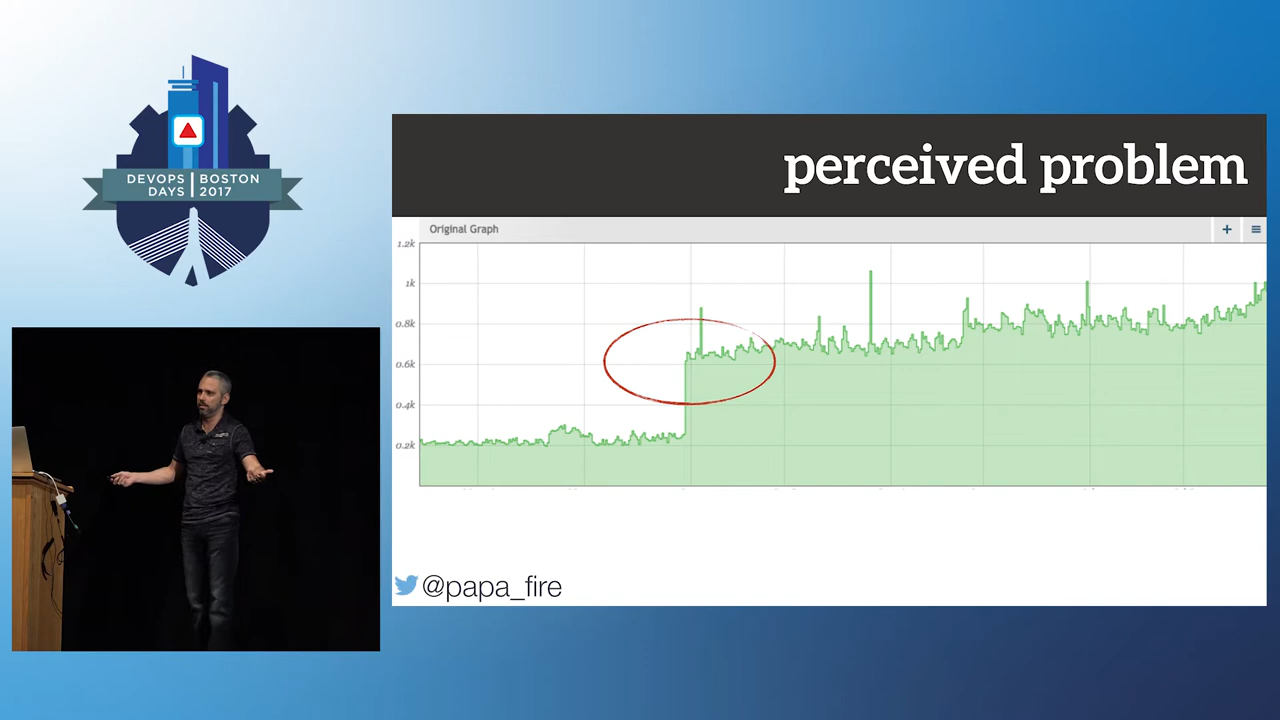 DEVOPS BOSTON
DAYS 2017
perceived problem
Original Graph
1.2k
1k
0.8k
0.6k
0.4k
0.2k
@papa_fire